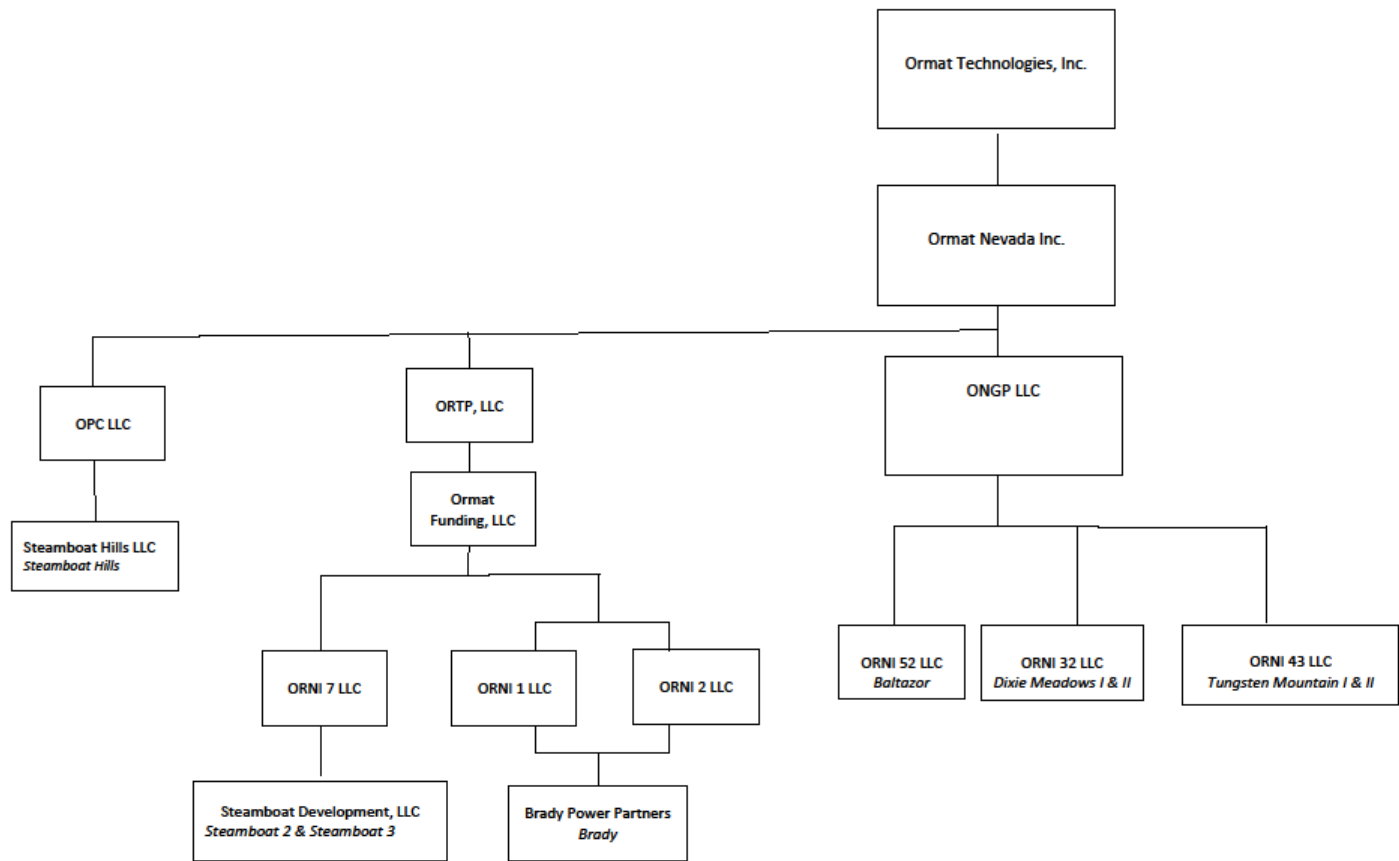 Ormat Technologies, Inc.
Ormat Nevada Inc.
OPC LLC
ORTP, LLC
ONGP LLC
Ormat
Funding, LLC
Steamboat Hills LLC
Steamboat Hills
ORNI 7 LLC
ORNI 1 LLC
ORNI 2 LLC
ORNI 52 LLC
Baltazor
ORNI 32 LLC
Dixie Meadows I & II
ORNI 43 LLC
Tungsten Mountain I & II
Steamboat Development, LLC
Steamboat 2 & Steamboat 3
Brady Power Partners
Brady